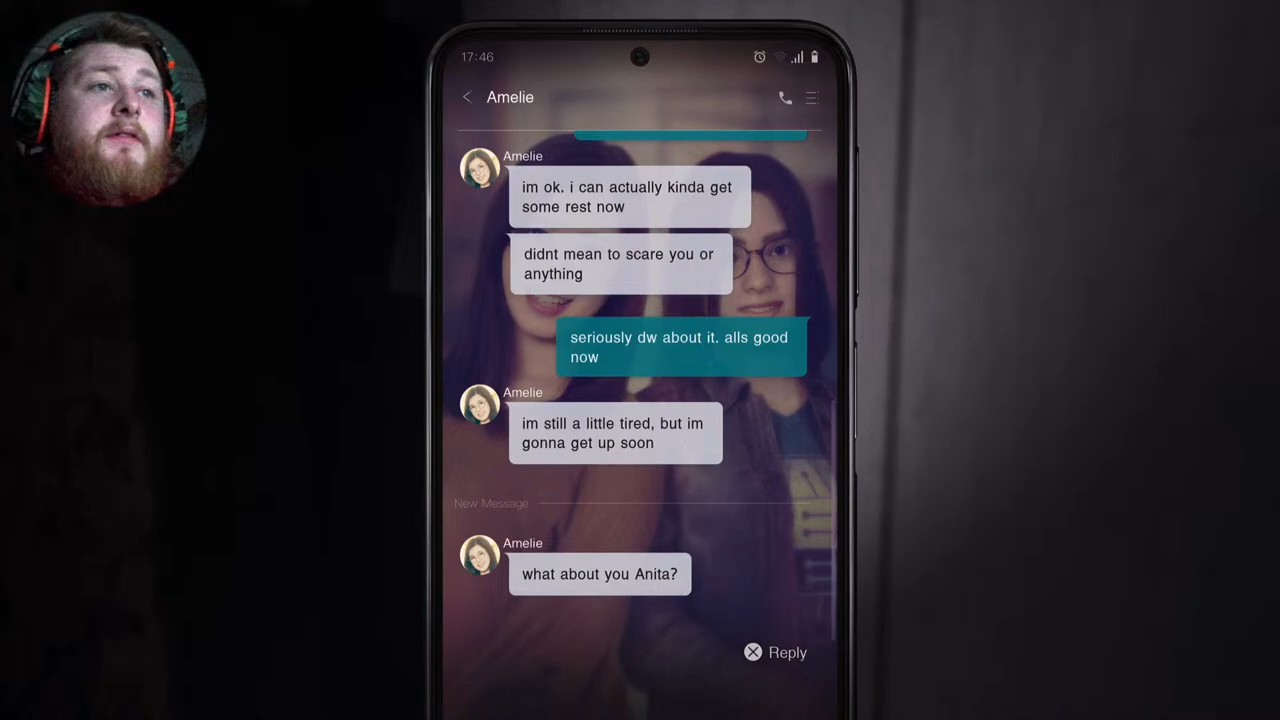 17:46
Amelie
Amelie
im ok. i can actually kinda get
some rest now
didnt mean to scare you or
anything
seriously dw about it. alls good
now
Amelie
im still a little tired, but im
gonna get up soon
New Message
Amelie
what about you Anita?
Reply